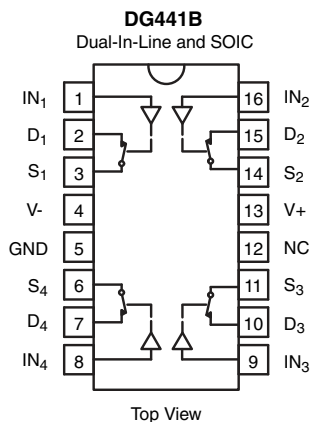 DG441B
Dual-In-Line and SOIC
IN1 1 16 IN2
D1 2 15 D2
S1 3 14 S2
V- 4 13 V+
GND 5 12 NC
S4 6 11 S3
D4 7 10 D3
IN4 8 9 IN3
Top View